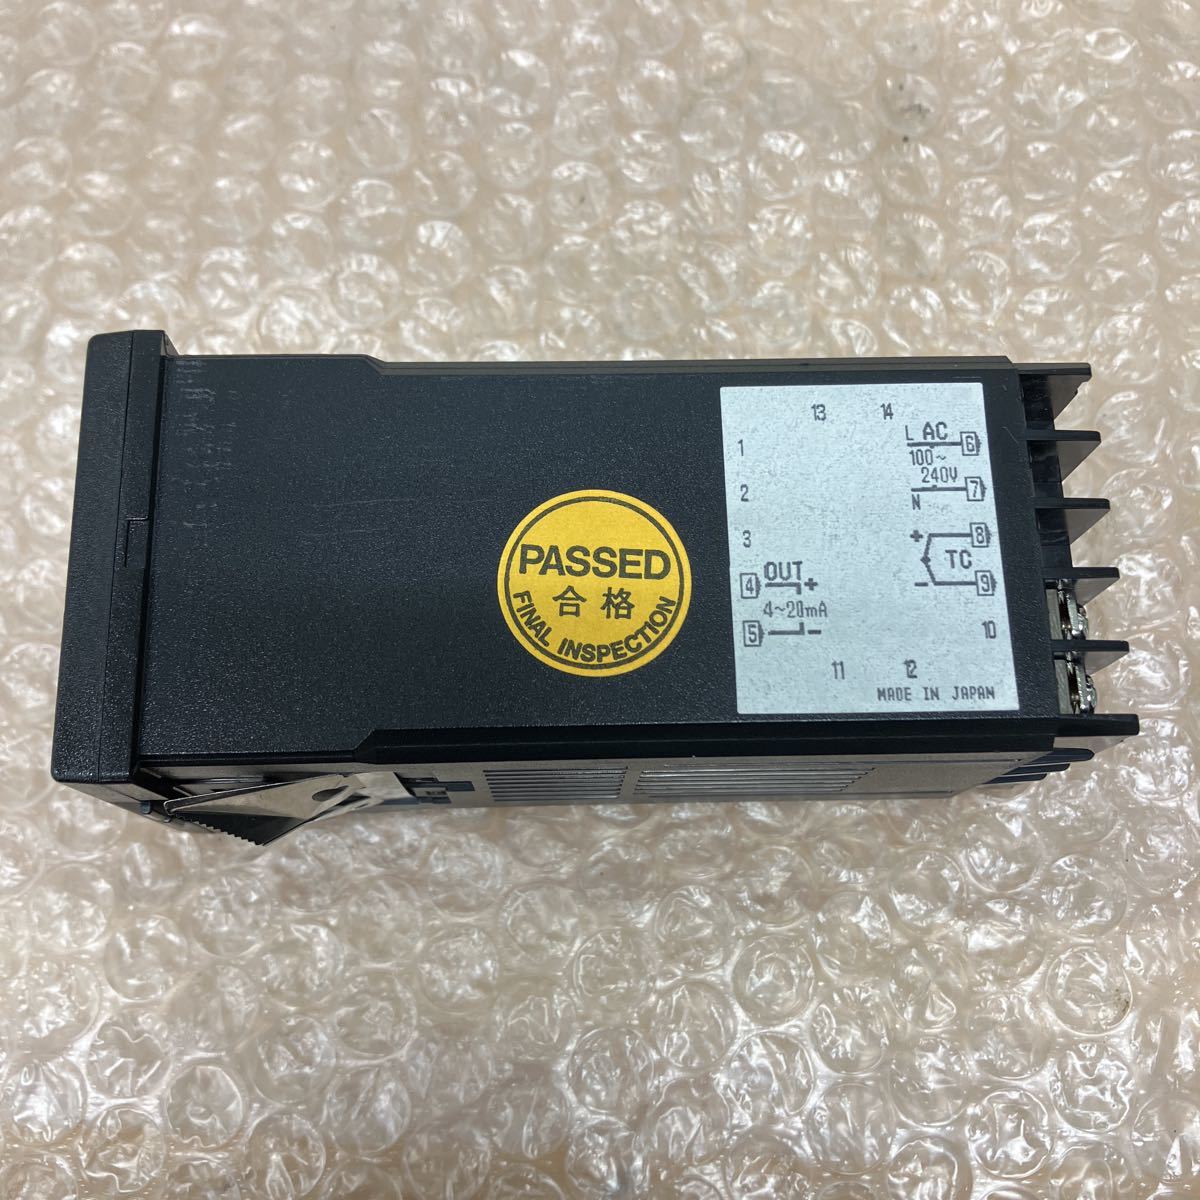 PASSED
合格
FINAL INSPECTION
13 14
1
2
3
4 OUT +
4~20mA
5 −
L AC 6
100~
240V
N 7
+ 8
TC
− 9
10
11 12
MADE IN JAPAN